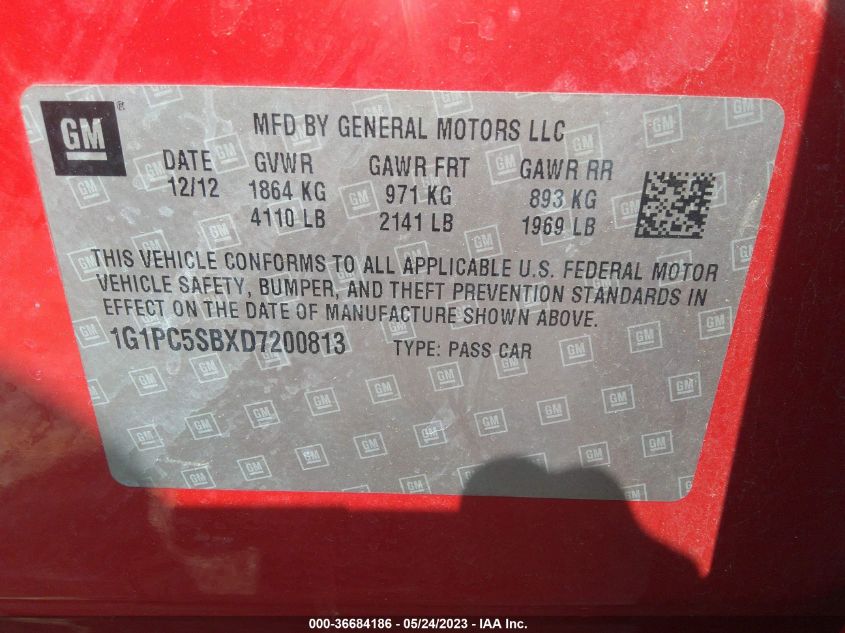 GM ®
MFD BY GENERAL MOTORS LLC
DATE GVWR GAWR FRT GAWR RR
12/12 1864 KG 971 KG 893 KG
4110 LB 2141 LB 1969 LB
THIS VEHICLE CONFORMS TO ALL APPLICABLE U.S. FEDERAL MOTOR
VEHICLE SAFETY, BUMPER, AND THEFT PREVENTION STANDARDS IN
EFFECT ON THE DATE OF MANUFACTURE SHOWN ABOVE.
1G1PC5SBXD7200813 TYPE: PASS CAR
000-36684186 - 05/24/2023 - IAA Inc.